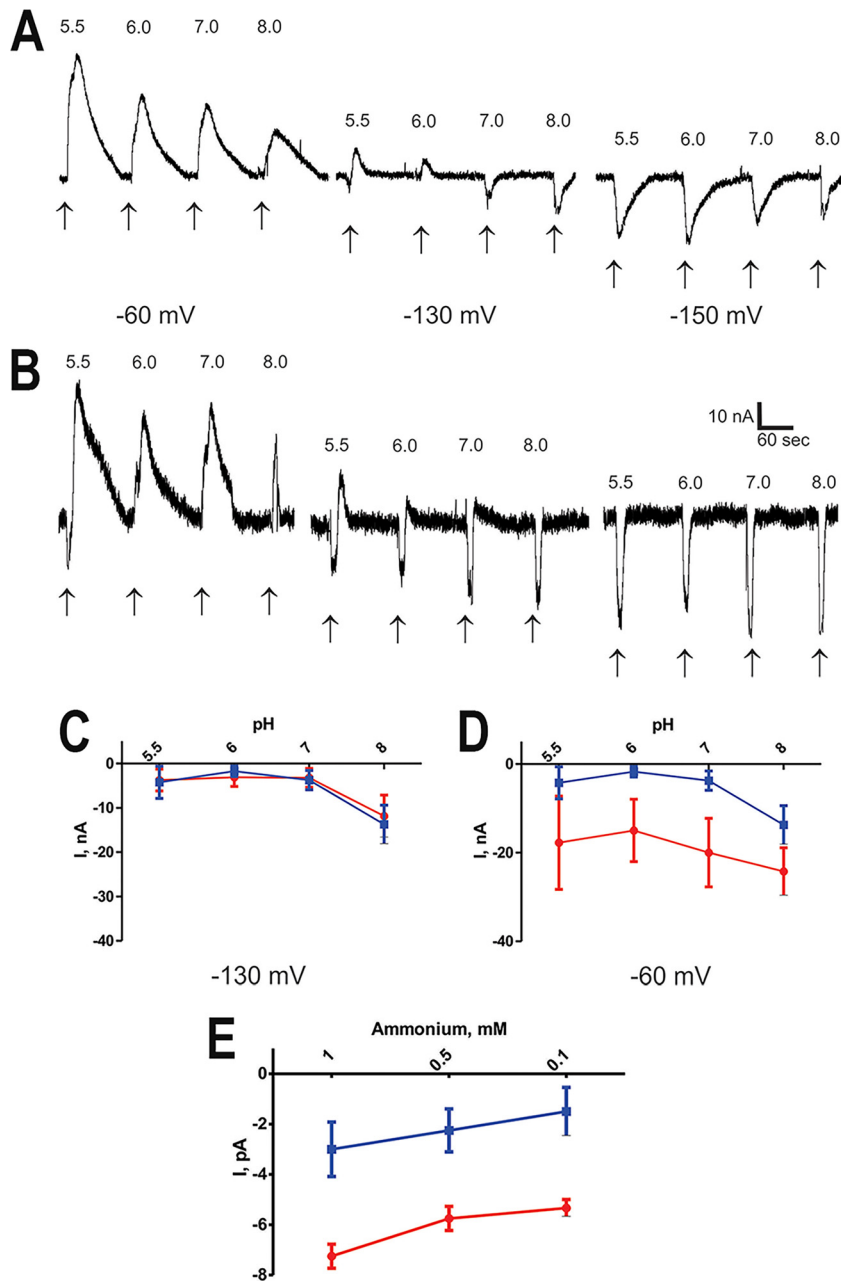 A
5.5 6.0 7.0 8.0
5.5 6.0 7.0 8.0
5.5 6.0 7.0 8.0
-60 mV -130 mV -150 mV
B
5.5 6.0 7.0 8.0
10 nA
60 sec
5.5 6.0 7.0 8.0
5.5 6.0 7.0 8.0
C
pH
5.5 6 7 8
0
-10
-20
-30
-40
I, nA
-130 mV
D
pH
5.5 6 7 8
0
-20
-40
I, nA
-60 mV
E
Ammonium, mM
1 0.5 0.1
0
-2
-4
-6
-8
I, pA